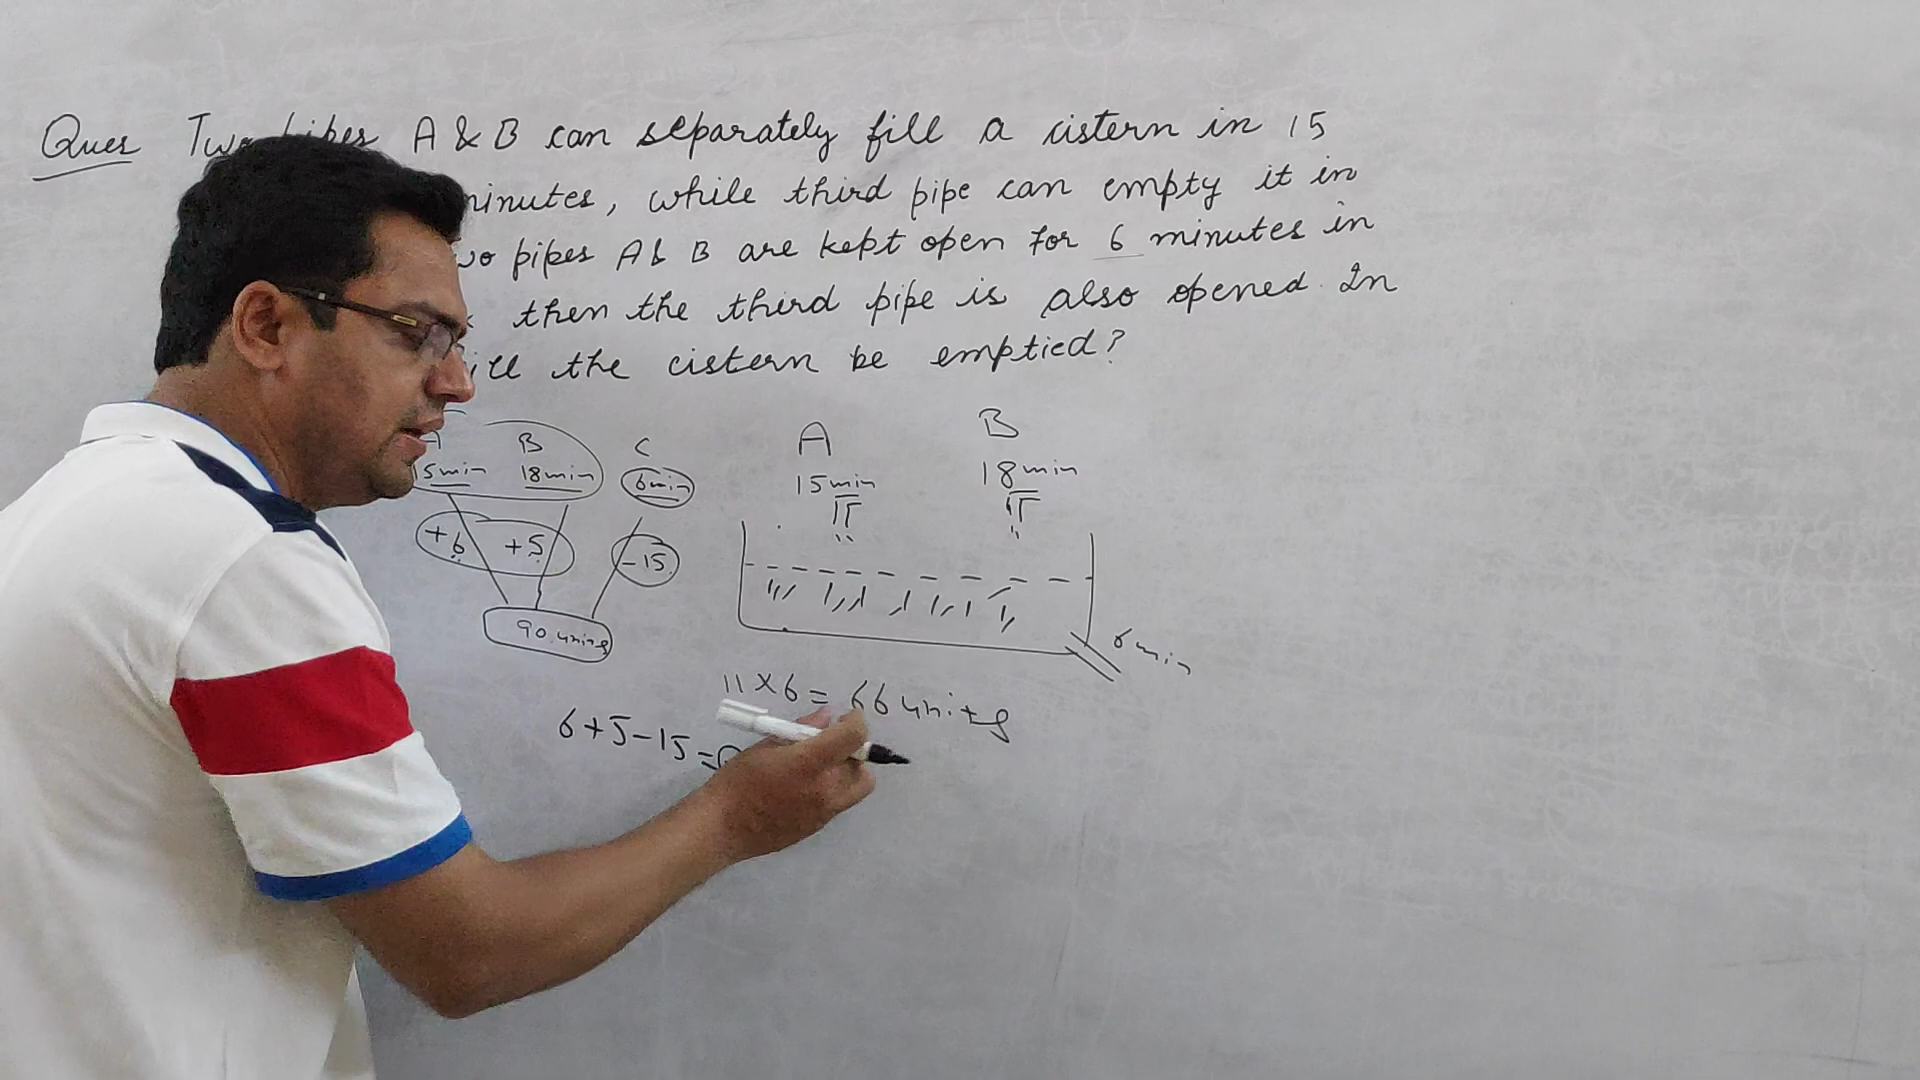 Ques Two pipes A & B can separately fill a cistern in 15
minutes, while third pipe can empty it in
two pipes A & B are kept open for 6 minutes in
then the third pipe is also opened. In
will the cistern be emptied?
A B C
15min 18min 6min
+6 +5 -15
90 units
A B
15min 18min
6min
11×6 = 66 units
6+5-15=